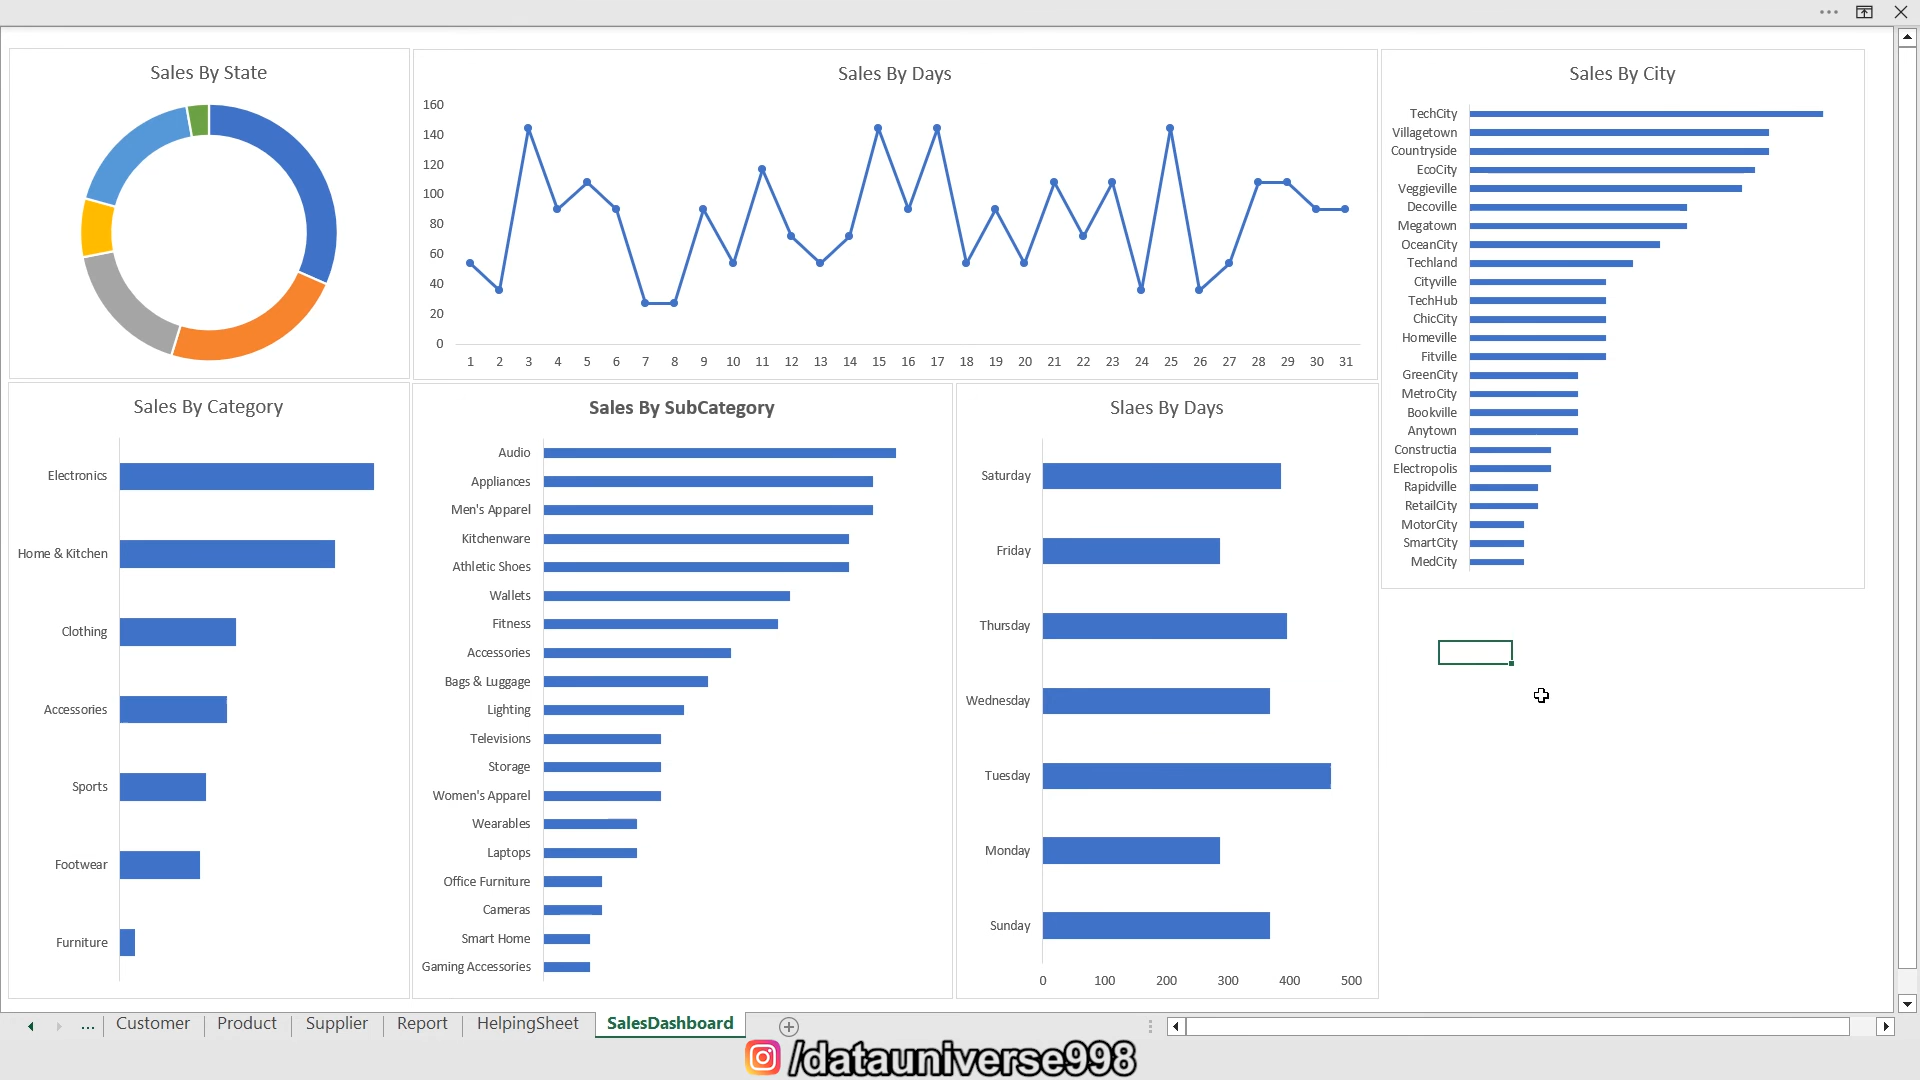 Sales By State
Sales By Days
160
140
120
100
80
60
40
20
0
1 2 3 4 5 6 7 8 9 10 11 12 13 14 15 16 17 18 19 20 21 22 23 24 25 26 27 28 29 30 31
Sales By City
TechCity
Villagetown
Countryside
EcoCity
Veggieville
Decoville
Megatown
OceanCity
Techland
Cityville
TechHub
ChicCity
Homeville
Fitville
GreenCity
MetroCity
Bookville
Anytown
Constructia
Electropolis
Rapidville
RetailCity
MotorCity
SmartCity
MedCity
Sales By Category
Electronics
Home & Kitchen
Clothing
Accessories
Sports
Footwear
Furniture
Sales By SubCategory
Audio
Appliances
Men's Apparel
Kitchenware
Athletic Shoes
Wallets
Fitness
Accessories
Bags & Luggage
Lighting
Televisions
Storage
Women's Apparel
Wearables
Laptops
Office Furniture
Cameras
Smart Home
Gaming Accessories
Slaes By Days
Saturday
Friday
Thursday
Wednesday
Tuesday
Monday
Sunday
0 100 200 300 400 500
... Customer Product Supplier Report HelpingSheet SalesDashboard
/datauniverse998